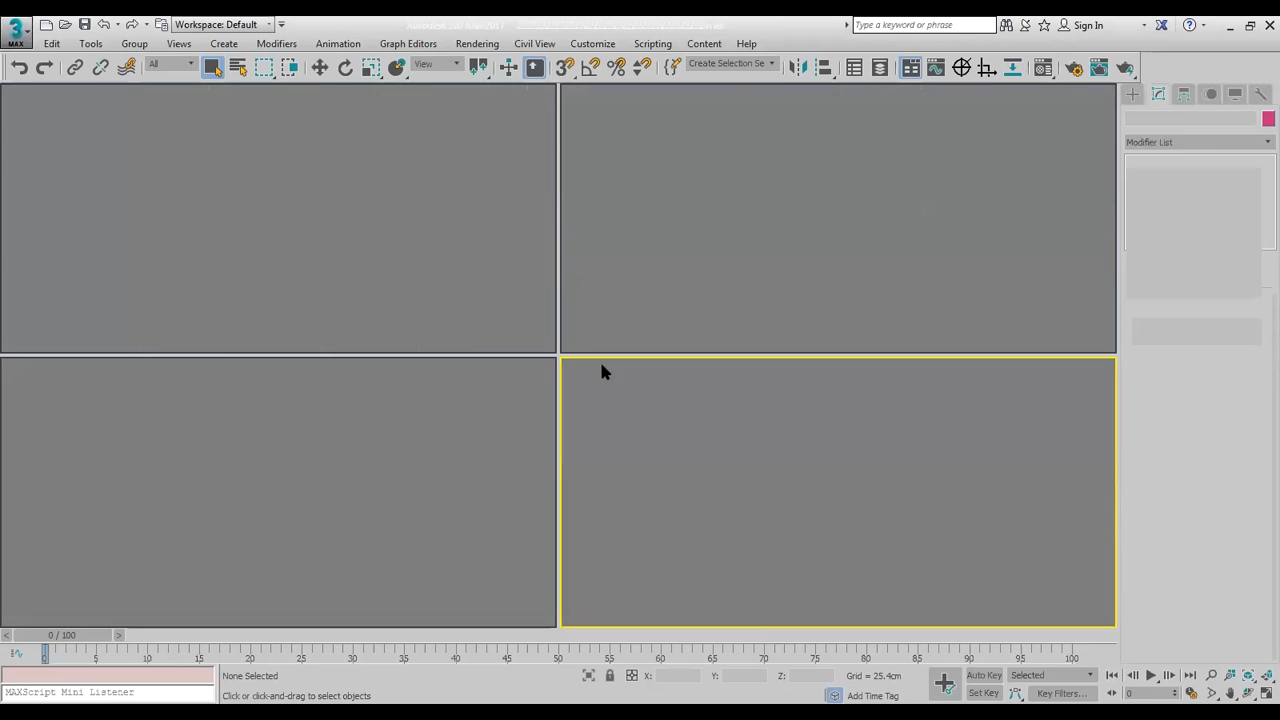 3
MAX
Workspace: Default
Type a keyword or phrase
Sign In
Edit Tools Group Views Create Modifiers Animation Graph Editors Rendering Civil View Customize Scripting Content Help
All
View
3
Create Selection Se
Modifier List
< 0 / 100 >
0 5 10 15 20 25 30 35 40 45 50 55 60 65 70 75 80 85 90 95 100
None Selected X: Y: Z: Grid = 25.4cm Auto Key Selected
MAXScript Mini Listener Click or click-and-drag to select objects Add Time Tag Set Key Key Filters... 0